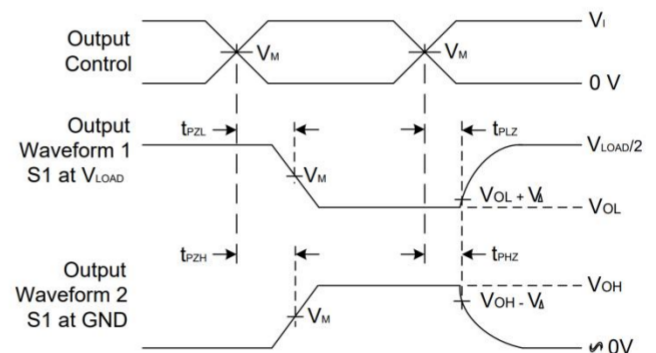 Output
Control
VM
VM
VI
0 V
Output
Waveform 1
S1 at VLOAD
tPZL
tPLZ
VM
VLOAD/2
VOL + VΔ
VOL
Output
Waveform 2
S1 at GND
tPZH
tPHZ
VM
VOH
VOH - VΔ
0V